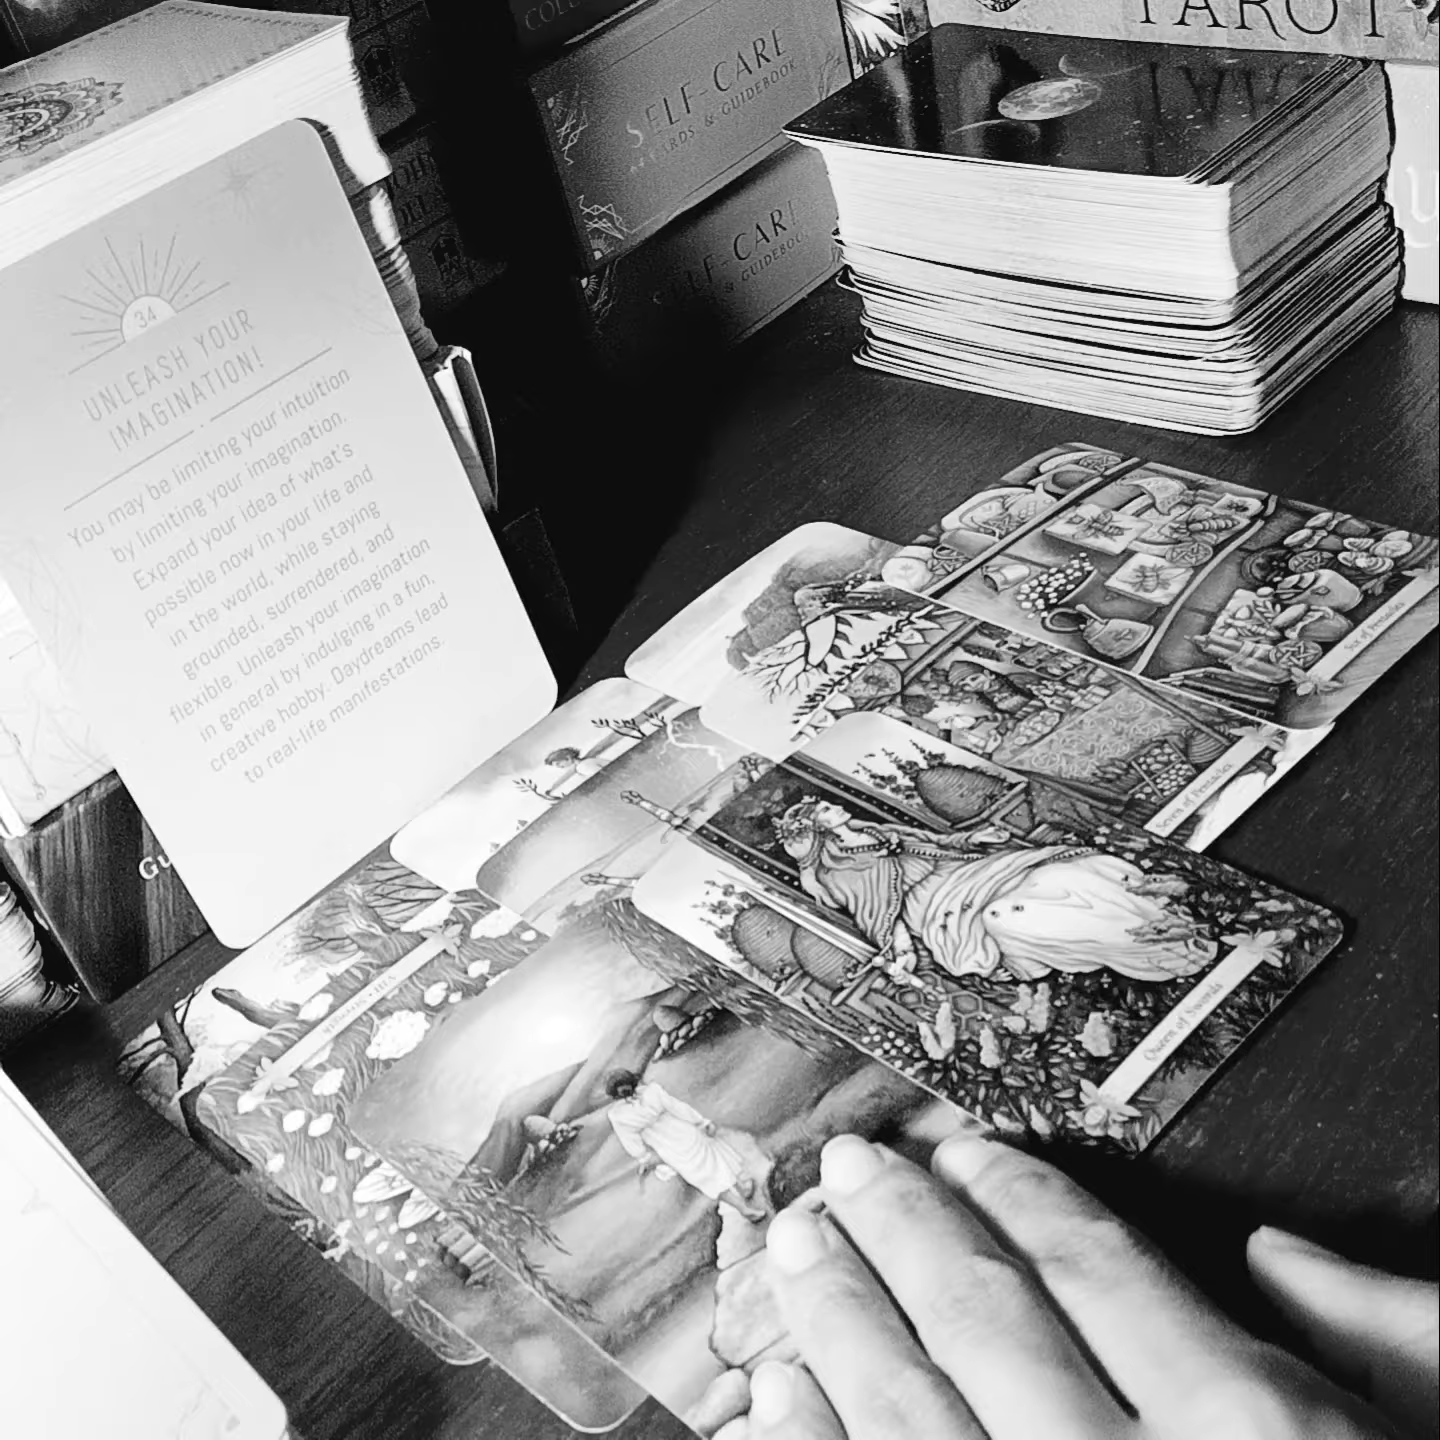 TAROT
SELF-CARE
CARDS & GUIDEBOOK
SELF-CARE
& GUIDEBOOK
34
UNLEASH YOUR
IMAGINATION!
You may be limiting your intuition
by limiting your imagination.
Expand your idea of what's
possible now in your life and
in the world, while staying
grounded, surrendered, and
flexible. Unleash your imagination
in general by indulging in a fun,
creative hobby. Daydreams lead
to real-life manifestations.
Six of Pentacles
Seven of Pentacles
Queen of Swords
Gu